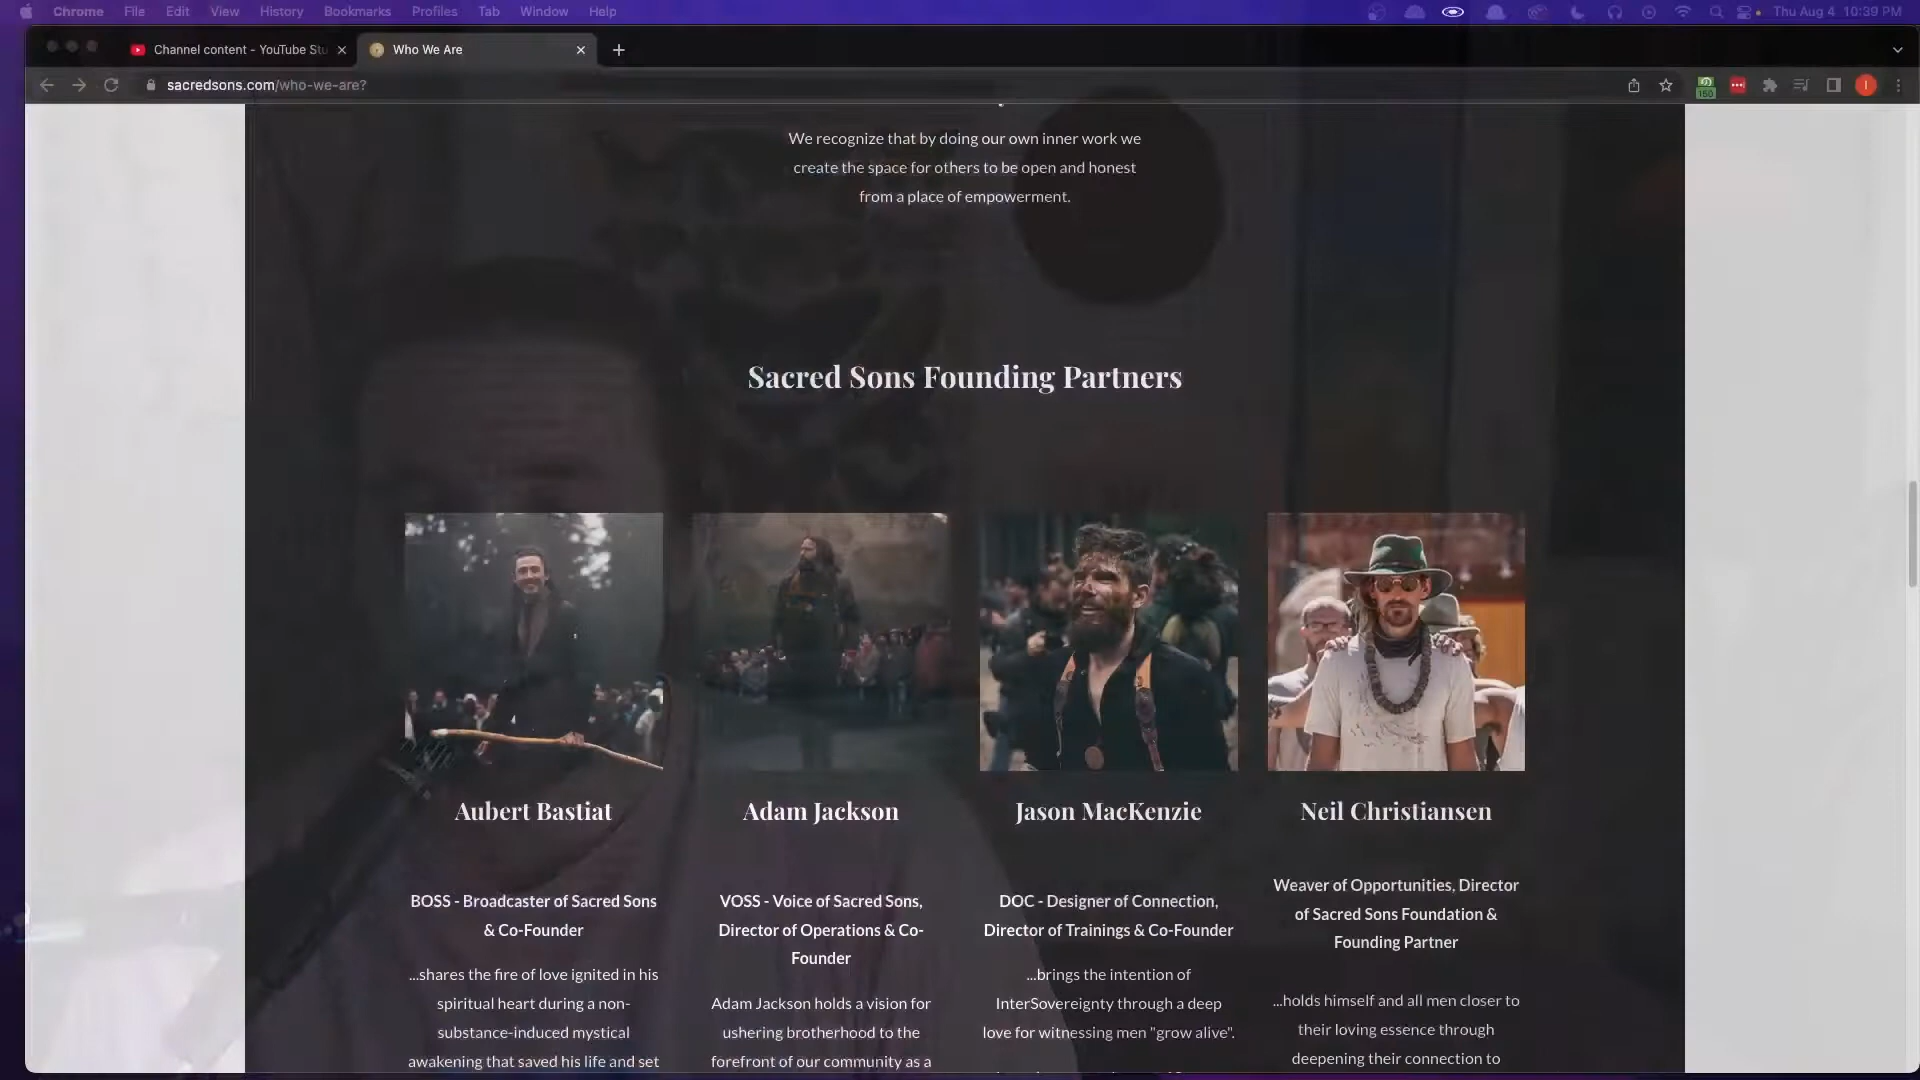 Chrome File Edit View History Bookmarks Profiles Tab Window Help Thu Aug 4 10:39 PM
Channel content - YouTube Stu Who We Are
sacredsons.com/who-we-are?
We recognize that by doing our own inner work we
create the space for others to be open and honest
from a place of empowerment.
Sacred Sons Founding Partners
Aubert Bastiat
BOSS - Broadcaster of Sacred Sons
& Co-Founder
...shares the fire of love ignited in his
spiritual heart during a non-
substance-induced mystical
awakening that saved his life and set
Adam Jackson
VOSS - Voice of Sacred Sons,
Director of Operations & Co-
Founder
Adam Jackson holds a vision for
ushering brotherhood to the
forefront of our community as a
Jason MacKenzie
DOC - Designer of Connection,
Director of Trainings & Co-Founder
...brings the intention of
InterSovereignty through a deep
love for witnessing men "grow alive".
Neil Christiansen
Weaver of Opportunities, Director
of Sacred Sons Foundation &
Founding Partner
...holds himself and all men closer to
their loving essence through
deepening their connection to